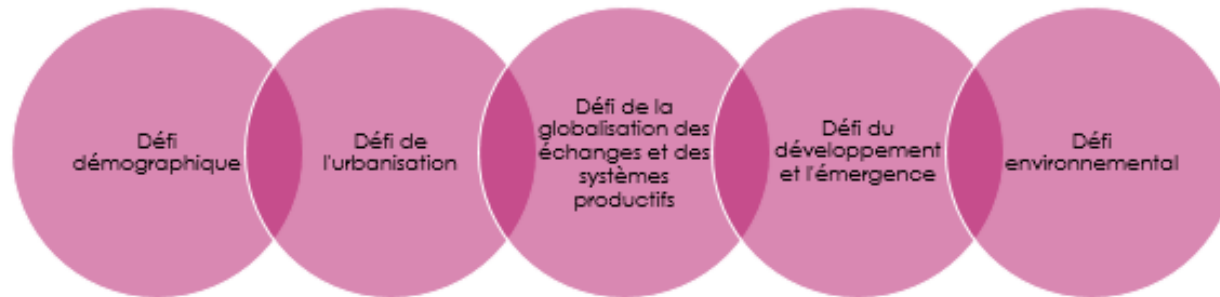 Défi
démographique
Défi de
l'urbanisation
Défi de la
globalisation des
échanges et des
systèmes
productifs
Défi du
développement
et l'émergence
Défi
environnemental